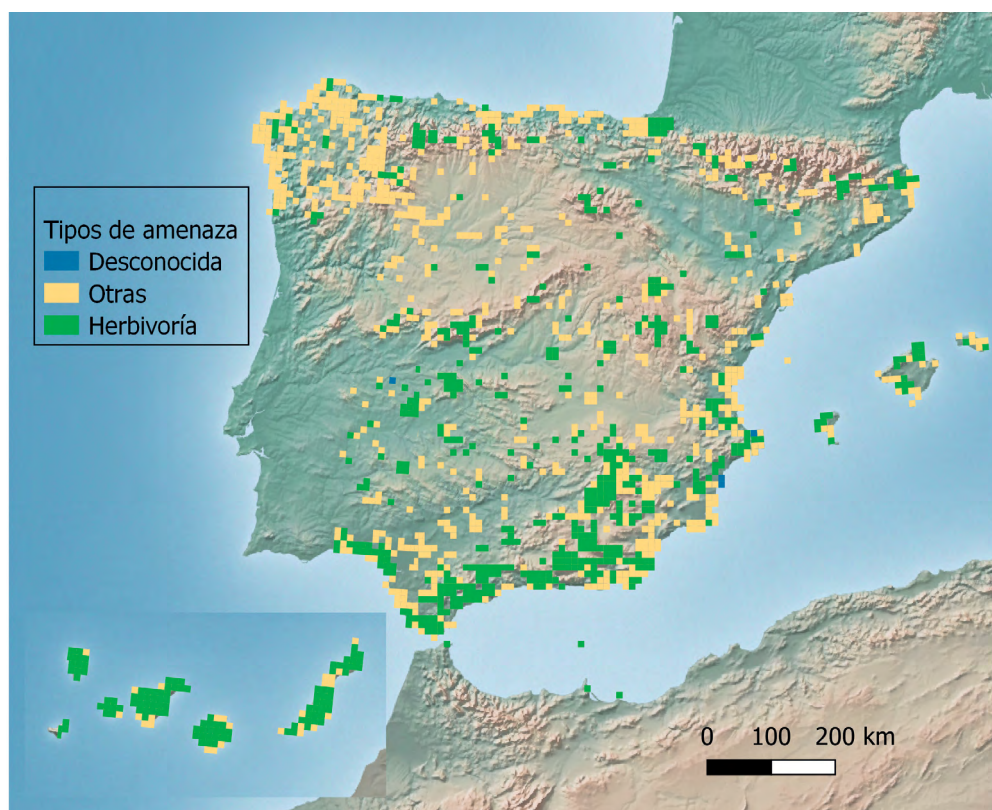 Tipos de amenaza
Desconocida
Otras
Herbivoría
0 100 200 km